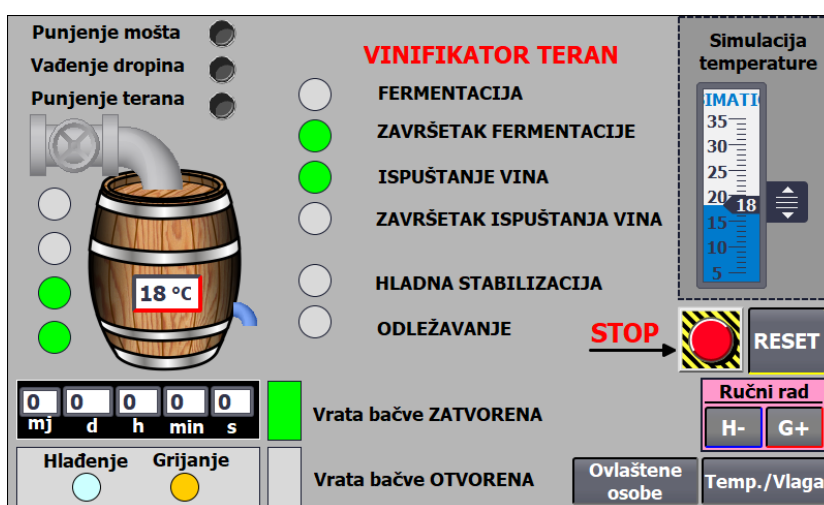 Punjenje mošta
Vađenje dropina
Punjenje terana
VINIFIKATOR TERAN
FERMENTACIJA
ZAVRŠETAK FERMENTACIJE
ISPUŠTANJE VINA
ZAVRŠETAK ISPUŠTANJA VINA
HLADNA STABILIZACIJA
ODLEŽAVANJE
Simulacija
temperature
SIMATI
35
30
25
20
18
15
10
5
18 °C
STOP
RESET
0 0 0 0 0
mj d h min s
Vrata bačve ZATVORENA
Ručni rad
H- G+
Hlađenje Grijanje
Vrata bačve OTVORENA
Ovlaštene
osobe
Temp./Vlaga